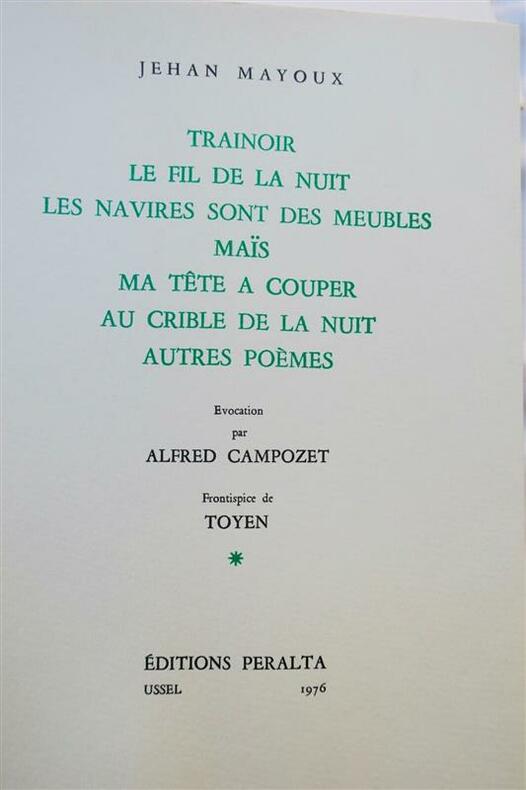 JEHAN MAYOUX
TRAINOIR
LE FIL DE LA NUIT
LES NAVIRES SONT DES MEUBLES
MAÏS
MA TÊTE A COUPER
AU CRIBLE DE LA NUIT
AUTRES POÈMES
Evocation
par
ALFRED CAMPOZET
Frontispice de
TOYEN
*
ÉDITIONS PERALTA
USSEL 1976